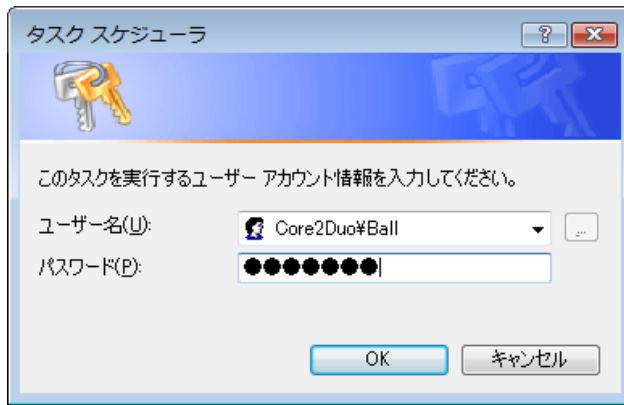 タスク スケジューラ
このタスクを実行するユーザー アカウント情報を入力してください。
ユーザー名(U):
Core2Duo¥Ball
...
パスワード(P):
●●●●●●●
OK
キャンセル